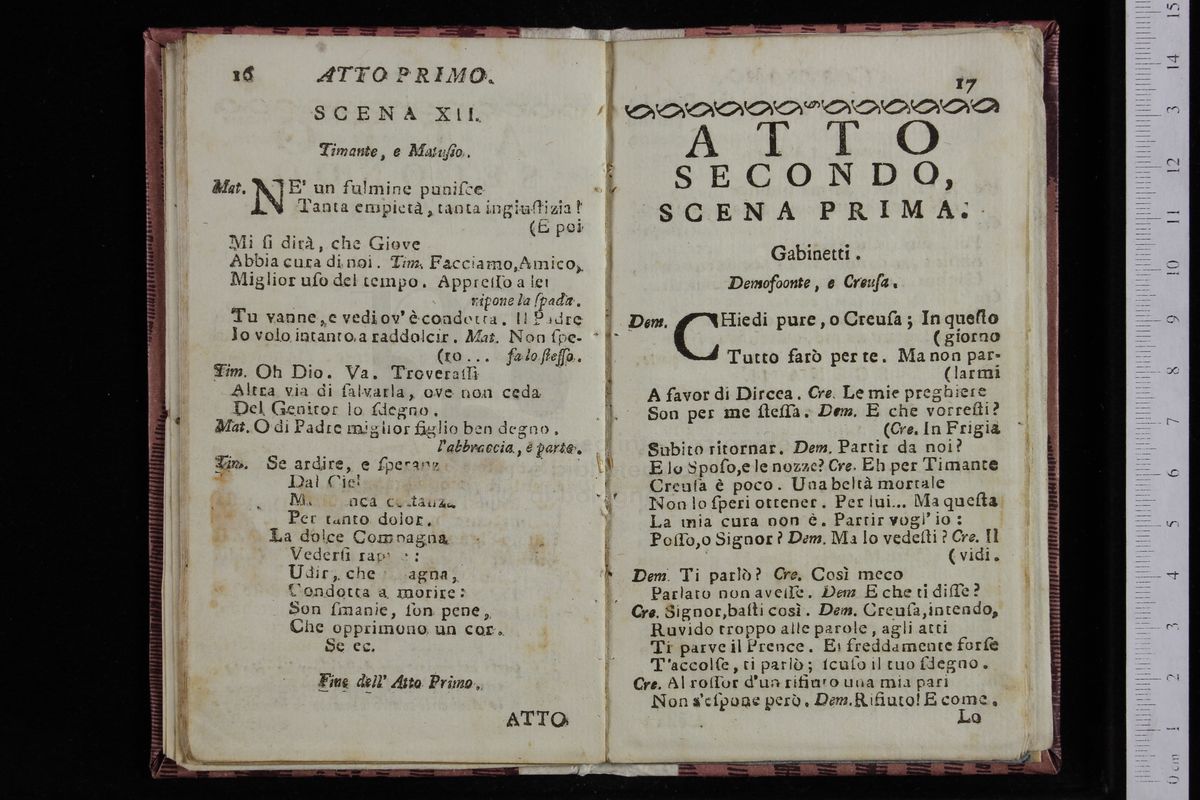 16 ATTO PRIMO.
SCENA XII.
Timante, e Matuſio.
Mat. NE' un fulmine puniſce
Tanta empietà, tanta ingiuſtizia!
(E poi
Mi ſi dirà, che Giove
Abbia cura di noi. Tim. Facciamo, Amico,
Miglior uſo del tempo. Appreſſo a lei
ripone la ſpada.
Tu vanne, e vedi ov' è condotta. Il Padre
Io volo intanto a raddolcir. Mat. Non ſpe-
(ro ... fa lo ſteſſo.
Tim. Oh Dio. Va. Troveraſſi
Altra via di ſalvarla, ove non ceda
Del Genitor lo ſdegno.
Mat. O di Padre miglior figlio ben degno.
l'abbraccia, e parte.
Tim. Se ardire, e ſperanz
Dal Ciel
M nca coſtanza
Per tanto dolor.
La dolce Compagna
Vederſi rap :
Udir, che agna,
Condotta a morire:
Son ſmanie, ſon pene,
Che opprimono un cor.
Se ec.
Fine dell' Atto Primo.
ATTO
17
ATTO
SECONDO,
SCENA PRIMA.
Gabinetti.
Demofoonte, e Creuſa.
Dem. CHiedi pure, o Creuſa; In queſto
(giorno
Tutto farò per te. Ma non par-
(larmi
A favor di Dircea. Cre. Le mie preghiere
Son per me ſteſſa. Dem. E che vorreſti?
(Cre. In Frigia
Subito ritornar. Dem. Partir da noi?
E lo Spoſo, e le nozze? Cre. Eh per Timante
Creuſa è poco. Una beltà mortale
Non lo ſperi ottener. Per lui... Ma queſta
La mia cura non è. Partir vogl' io:
Poſſo, o Signor? Dem. Ma lo vedeſti? Cre. Il
(vidi.
Dem. Ti parlò? Cre. Così meco
Parlato non aveſſe. Dem E che ti diſſe?
Cre. Signor, baſti così. Dem. Creuſa, intendo,
Ruvido troppo alle parole, agli atti
Ti parve il Prence. Ei freddamente forſe
T'accolſe, ti parlò; ſcuſo il tuo ſdegno.
Cre. Al roſſor d'un rifiuto una mia pari
Non s'eſpone però. Dem. Rifiuto! E come.
Lo